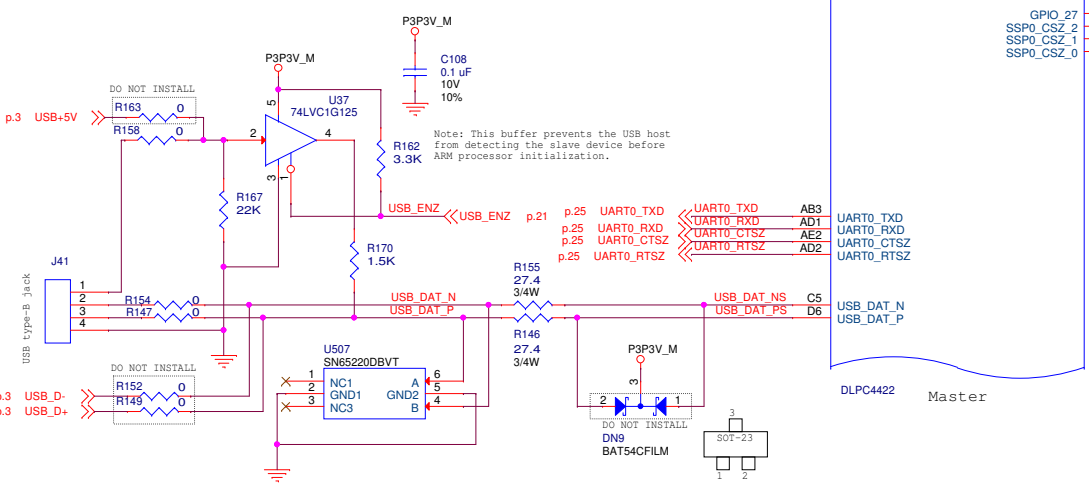 GPIO_27
SSP0_CSZ_2
SSP0_CSZ_1
SSP0_CSZ_0
P3P3V_M
C108
0.1 uF
10V
10%
P3P3V_M
DO NOT INSTALL
R163 0
p.3 USB+5V
R158 0
U37
74LVC1G125
5
2
4
3
1
R162
3.3K
Note: This buffer prevents the USB host
from detecting the slave device before
ARM processor initialization.
R167
22K
USB_ENZ
USB_ENZ p.21
p.25 UART0_TXD UART0_TXD AB3 UART0_TXD
p.25 UART0_RXD UART0_RXD AD1 UART0_RXD
p.25 UART0_CTSZ UART0_CTSZ AE2 UART0_CTSZ
p.25 UART0_RTSZ UART0_RTSZ AD2 UART0_RTSZ
R170
1.5K
J41
USB type-B jack
1
2
3
4
R154 0
R147 0
USB_DAT_N
USB_DAT_P
R155
27.4
3/4W
R146
27.4
3/4W
USB_DAT_NS C5 USB_DAT_N
USB_DAT_PS D6 USB_DAT_P
DO NOT INSTALL
R152 0
R149 0
.3 USB_D-
.3 USB_D+
U507
SN65220DBVT
1 NC1 A 6
2 GND1 GND2 5
3 NC3 B 4
P3P3V_M
3
2 1
DO NOT INSTALL
DN9
BAT54CFILM
3
SOT-23
1 2
DLPC4422
Master